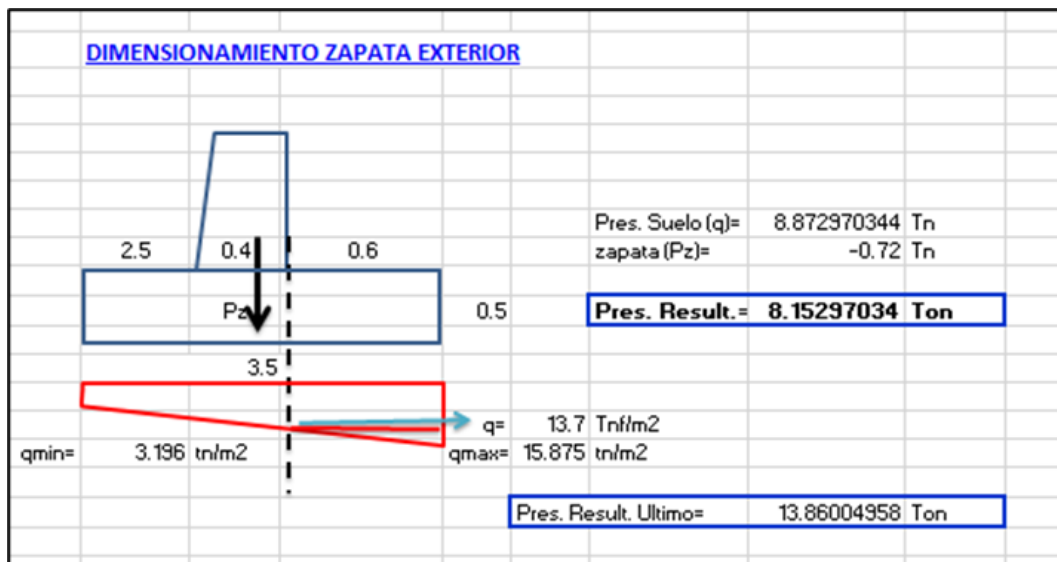 DIMENSIONAMIENTO ZAPATA EXTERIOR
Pres. Suelo (q)= 8.872970344 Tn
2.5 0.4 0.6 zapata (Pz)= -0.72 Tn
Pz 0.5 Pres. Result.= 8.15297034 Ton
3.5
q= 13.7 Tnf/m2
qmin= 3.196 tn/m2 qmax= 15.875 tn/m2
Pres. Result. Ultimo= 13.86004958 Ton